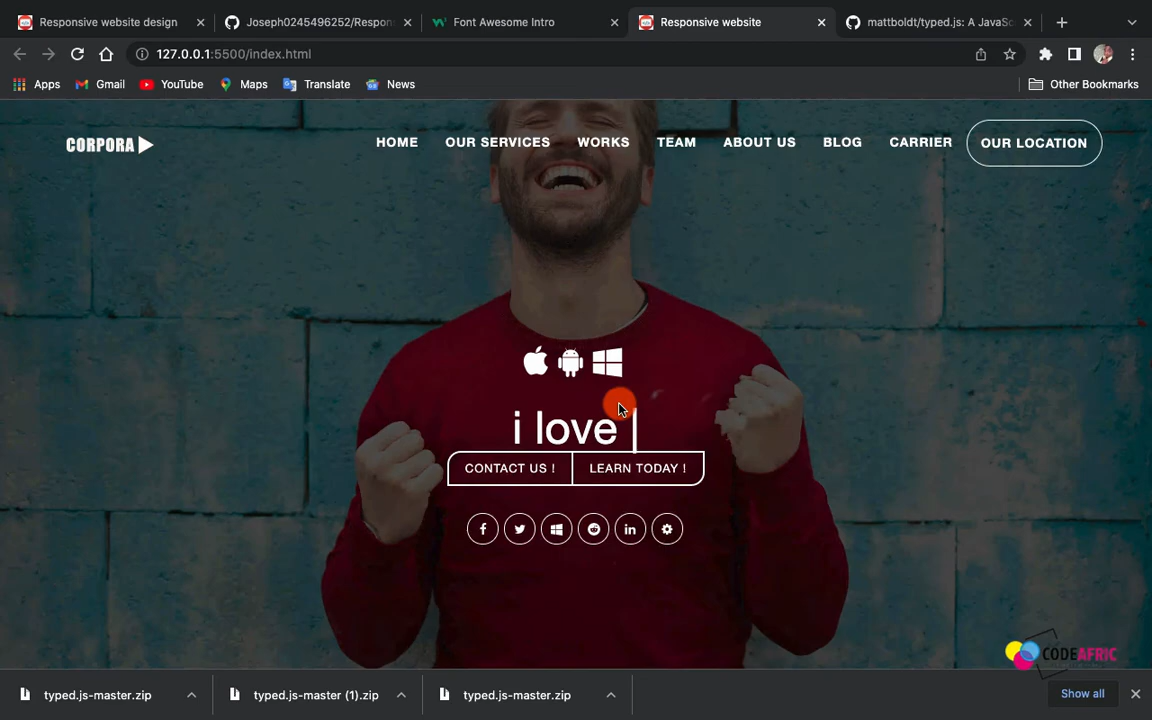 Responsive website design
Joseph0245496252/Respon
Font Awesome Intro
Responsive website
mattboldt/typed.js: A JavaSc
127.0.0.1:5500/index.html
Apps
Gmail
YouTube
Maps
Translate
News
Other Bookmarks
CORPORA
HOME
OUR SERVICES
WORKS
TEAM
ABOUT US
BLOG
CARRIER
OUR LOCATION
i love |
CONTACT US !
LEARN TODAY !
CODEAFRIC
typed.js-master.zip
typed.js-master (1).zip
typed.js-master.zip
Show all